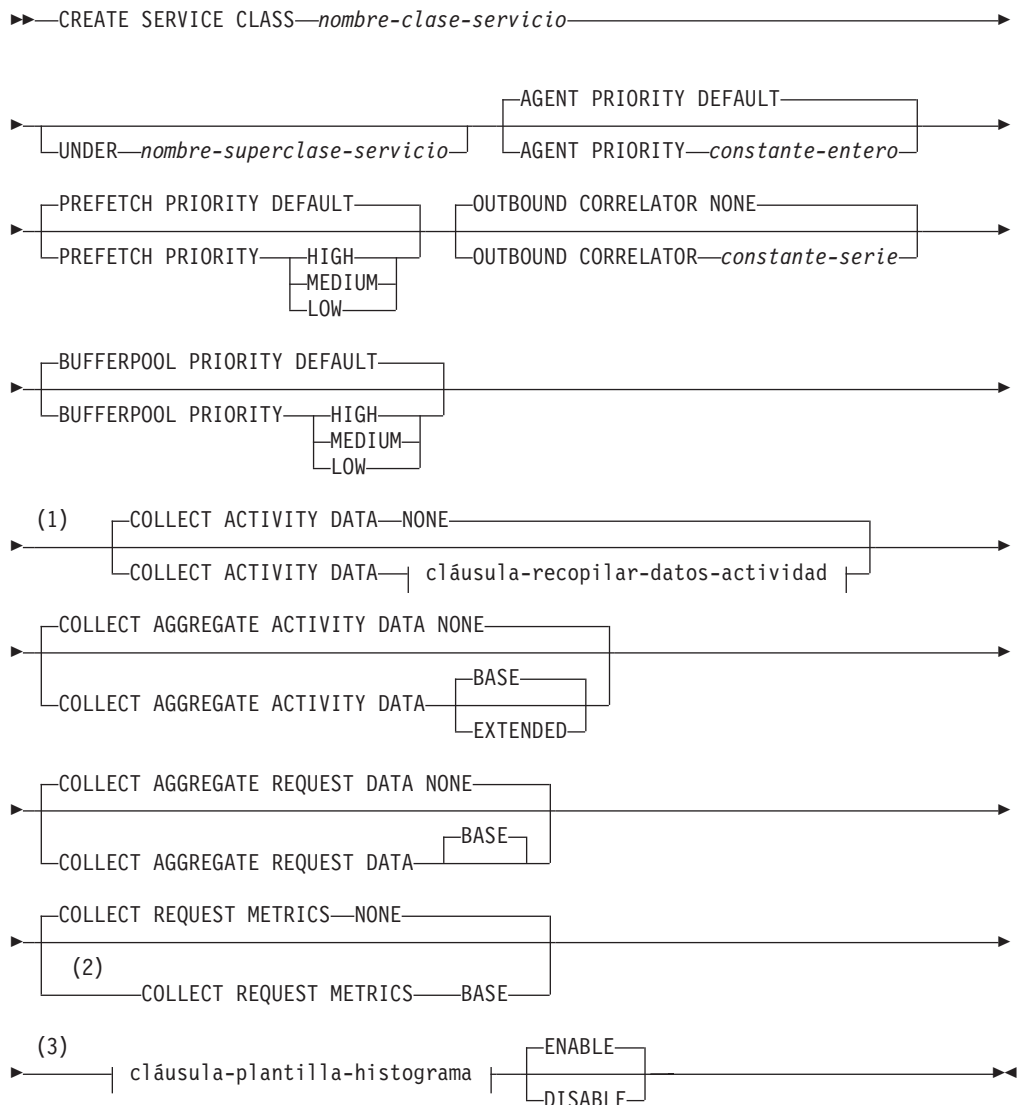 CREATE SERVICE CLASS nombre-clase-servicio
AGENT PRIORITY DEFAULT
UNDER nombre-superclase-servicio AGENT PRIORITY constante-entero
PREFETCH PRIORITY DEFAULT OUTBOUND CORRELATOR NONE
PREFETCH PRIORITY HIGH OUTBOUND CORRELATOR constante-serie
MEDIUM
LOW
BUFFERPOOL PRIORITY DEFAULT
BUFFERPOOL PRIORITY HIGH
MEDIUM
LOW
(1) COLLECT ACTIVITY DATA NONE
COLLECT ACTIVITY DATA cláusula-recopilar-datos-actividad
COLLECT AGGREGATE ACTIVITY DATA NONE
BASE
COLLECT AGGREGATE ACTIVITY DATA
EXTENDED
COLLECT AGGREGATE REQUEST DATA NONE
BASE
COLLECT AGGREGATE REQUEST DATA
COLLECT REQUEST METRICS NONE
(2)
COLLECT REQUEST METRICS BASE
(3) ENABLE
cláusula-plantilla-histograma
DISABLE